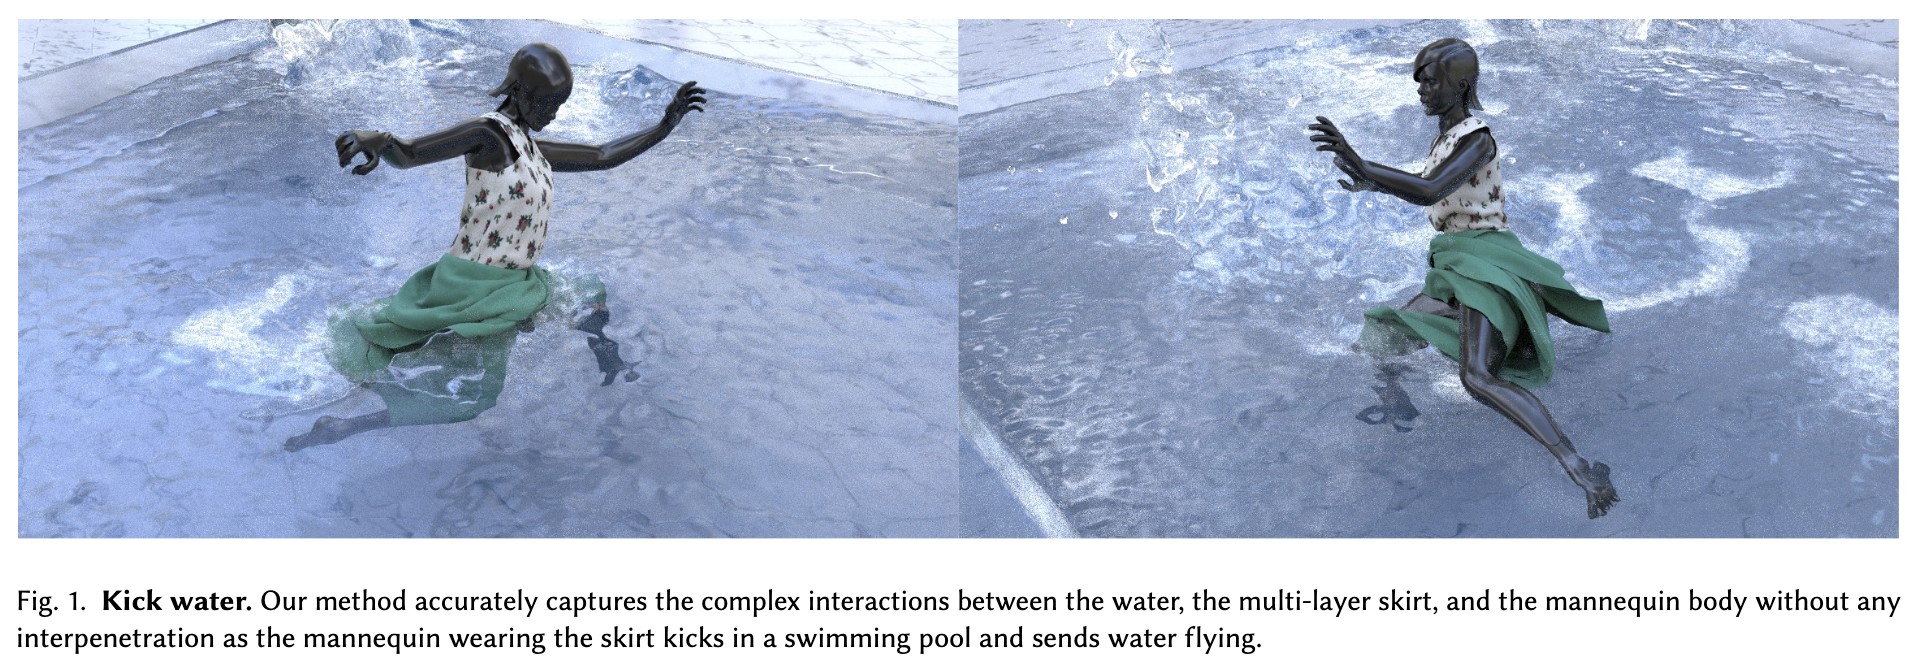 Fig. 1. Kick water. Our method accurately captures the complex interactions between the water, the multi-layer skirt, and the mannequin body without any
interpenetration as the mannequin wearing the skirt kicks in a swimming pool and sends water flying.